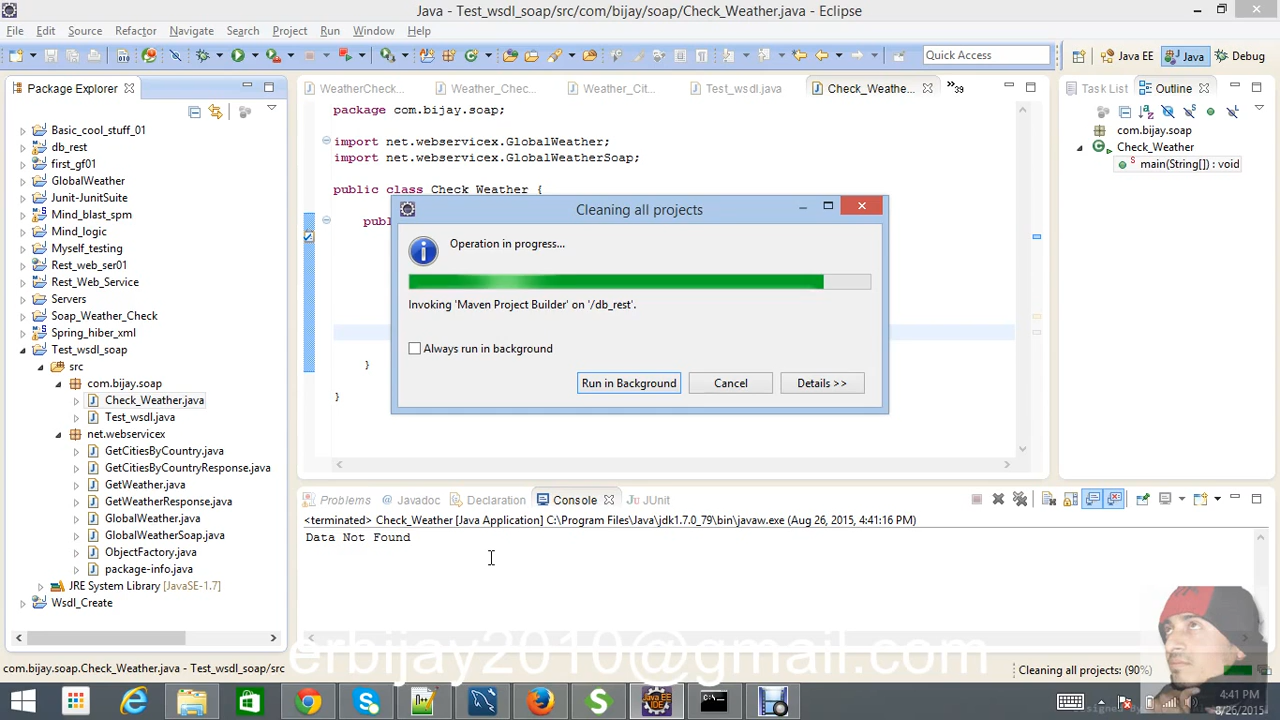 Java - Test_wsdl_soap/src/com/bijay/soap/Check_Weather.java - Eclipse
File Edit Source Refactor Navigate Search Project Run Window Help
Quick Access
Java EE Java Debug
Package Explorer
WeatherCheck... Weather_Chec... Weather_Cit... Test_wsdl.java Check_Weathe... »39
Task List Outline
package com.bijay.soap;
import net.webservicex.GlobalWeather;
import net.webservicex.GlobalWeatherSoap;
public class Check_Weather {
publ
}
}
Basic_cool_stuff_01
db_rest
first_gf01
GlobalWeather
Junit-JunitSuite
Mind_blast_spm
Mind_logic
Myself_testing
Rest_web_ser01
Rest_Web_Service
Servers
Soap_Weather_Check
Spring_hiber_xml
Test_wsdl_soap
src
com.bijay.soap
Check_Weather.java
Test_wsdl.java
net.webservicex
GetCitiesByCountry.java
GetCitiesByCountryResponse.java
GetWeather.java
GetWeatherResponse.java
GlobalWeather.java
GlobalWeatherSoap.java
ObjectFactory.java
package-info.java
JRE System Library [JavaSE-1.7]
Wsdl_Create
Cleaning all projects
Operation in progress...
Invoking 'Maven Project Builder' on '/db_rest'.
Always run in background
Run in Background Cancel Details >>
com.bijay.soap
Check_Weather
main(String[]) : void
Problems Javadoc Declaration Console JUnit
<terminated> Check_Weather [Java Application] C:\Program Files\Java\jdk1.7.0_79\bin\javaw.exe (Aug 26, 2015, 4:41:16 PM)
Data Not Found
erbijay2010@gmail.com
com.bijay.soap.Check_Weather.java - Test_wsdl_soap/src
Cleaning all projects: (90%)
Java EE
IDE
4:41 PM
8/26/2015